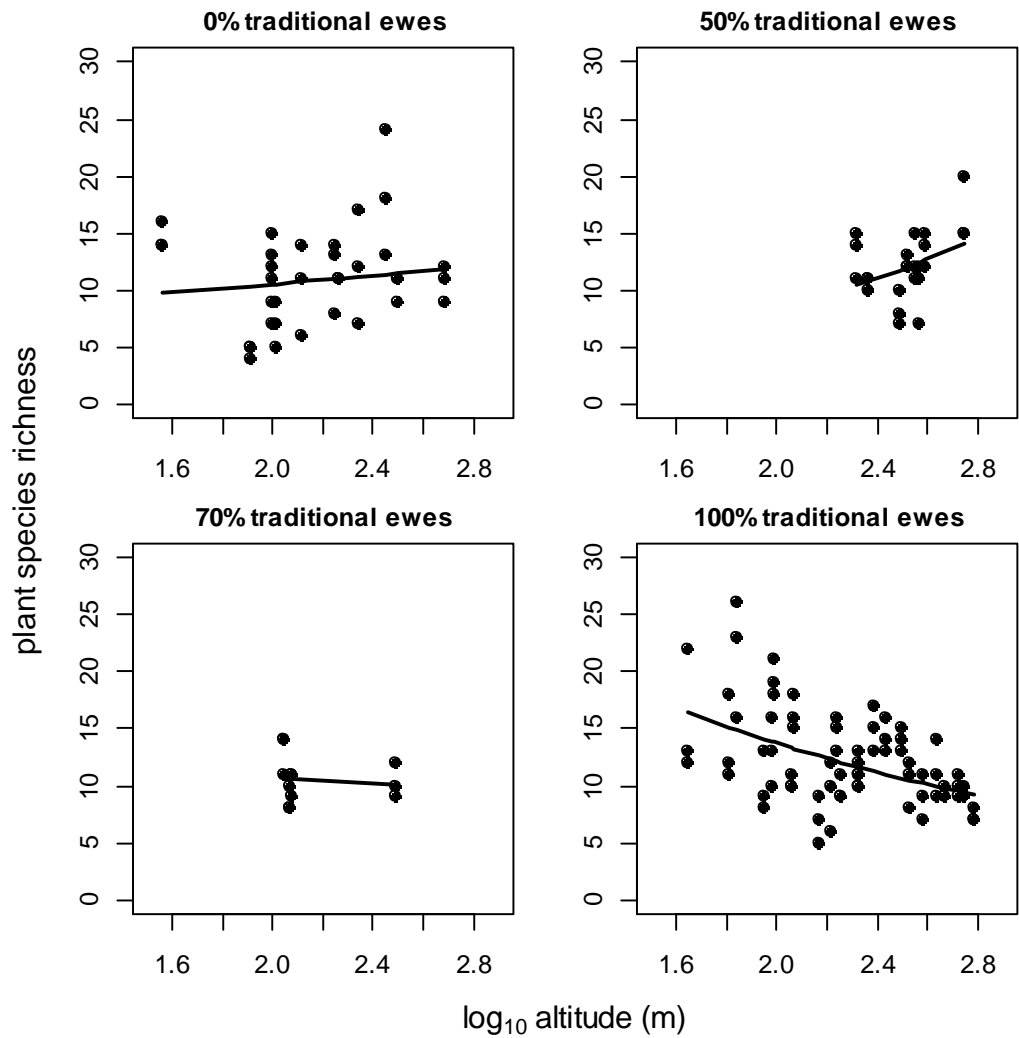 0% traditional ewes
50% traditional ewes
30
25
20
15
10
5
0
30
25
20
15
10
5
0
1.6 2.0 2.4 2.8
1.6 2.0 2.4 2.8
plant species richness
70% traditional ewes
100% traditional ewes
30
25
20
15
10
5
0
30
25
20
15
10
5
0
1.6 2.0 2.4 2.8
1.6 2.0 2.4 2.8
log₁₀ altitude (m)